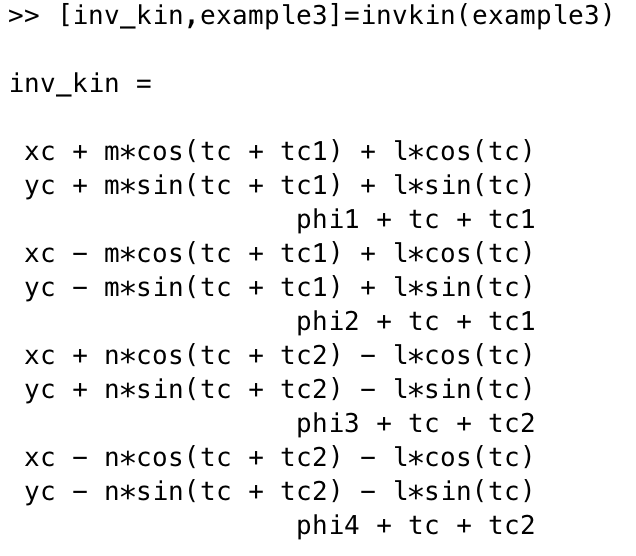 >> [inv_kin,example3]=invkin(example3)
inv_kin =
xc + m*cos(tc + tc1) + l*cos(tc)
yc + m*sin(tc + tc1) + l*sin(tc)
phi1 + tc + tc1
xc − m*cos(tc + tc1) + l*cos(tc)
yc − m*sin(tc + tc1) + l*sin(tc)
phi2 + tc + tc1
xc + n*cos(tc + tc2) − l*cos(tc)
yc + n*sin(tc + tc2) − l*sin(tc)
phi3 + tc + tc2
xc − n*cos(tc + tc2) − l*cos(tc)
yc − n*sin(tc + tc2) − l*sin(tc)
phi4 + tc + tc2